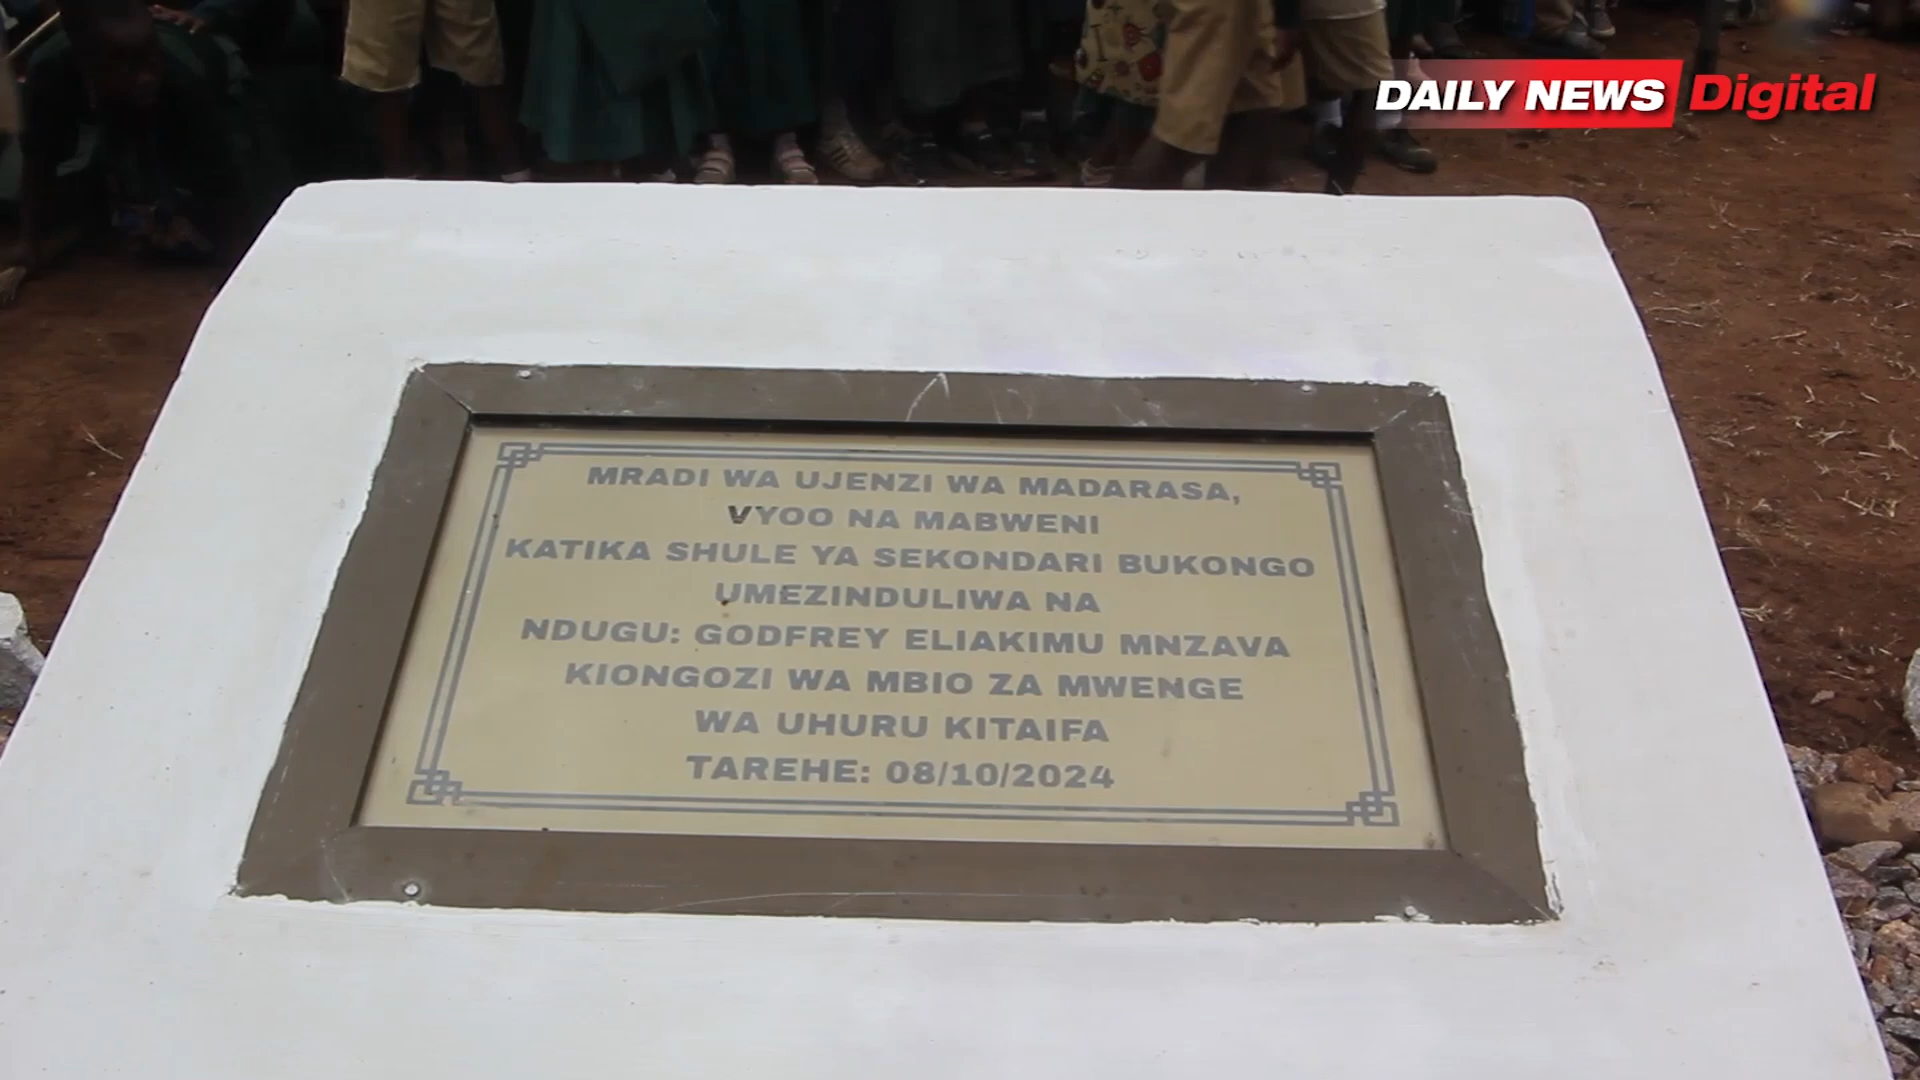 DAILY NEWS Digital
MRADI WA UJENZI WA MADARASA,
VYOO NA MABWENI
KATIKA SHULE YA SEKONDARI BUKONGO
UMEZINDULIWA NA
NDUGU: GODFREY ELIAKIMU MNZAVA
KIONGOZI WA MBIO ZA MWENGE
WA UHURU KITAIFA
TAREHE: 08/10/2024